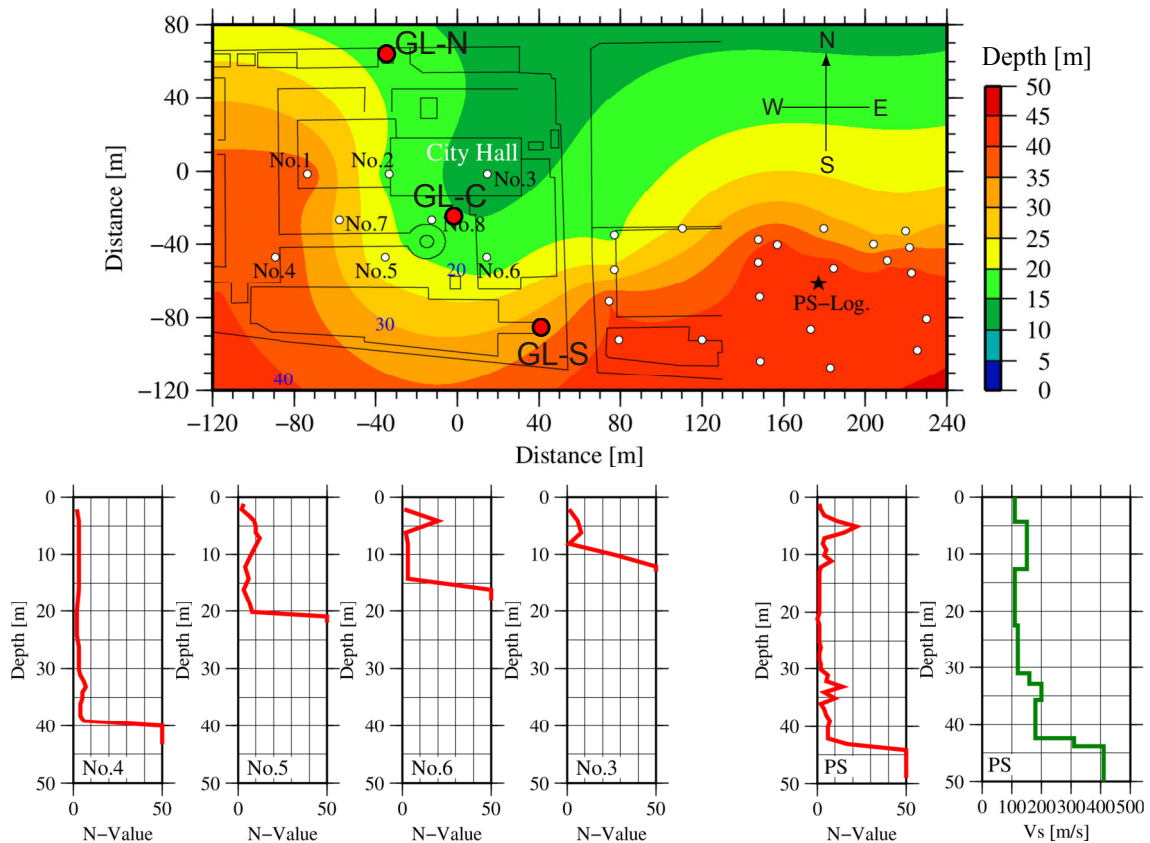 80
40
0
−40
−80
−120
Distance [m]
−120 −80 −40 0 40 80 120 160 200 240
Distance [m]
GL-N
N
W E
S
City Hall
No.1 No.2 No.3
GL-C
No.7 No.8
No.4 No.5 No.6
20
30
40
GL-S
PS−Log.
Depth [m]
50
45
40
35
30
25
20
15
10
5
0
0
10
20
30
40
50
Depth [m]
No.4
0 50
N−Value
0
10
20
30
40
50
Depth [m]
No.5
0 50
N−Value
0
10
20
30
40
50
Depth [m]
No.6
0 50
N−Value
0
10
20
30
40
50
Depth [m]
No.3
0 50
N−Value
0
10
20
30
40
50
Depth [m]
PS
0 50
N−Value
0
10
20
30
40
50
Depth [m]
PS
0 100 200 300 400 500
Vs [m/s]